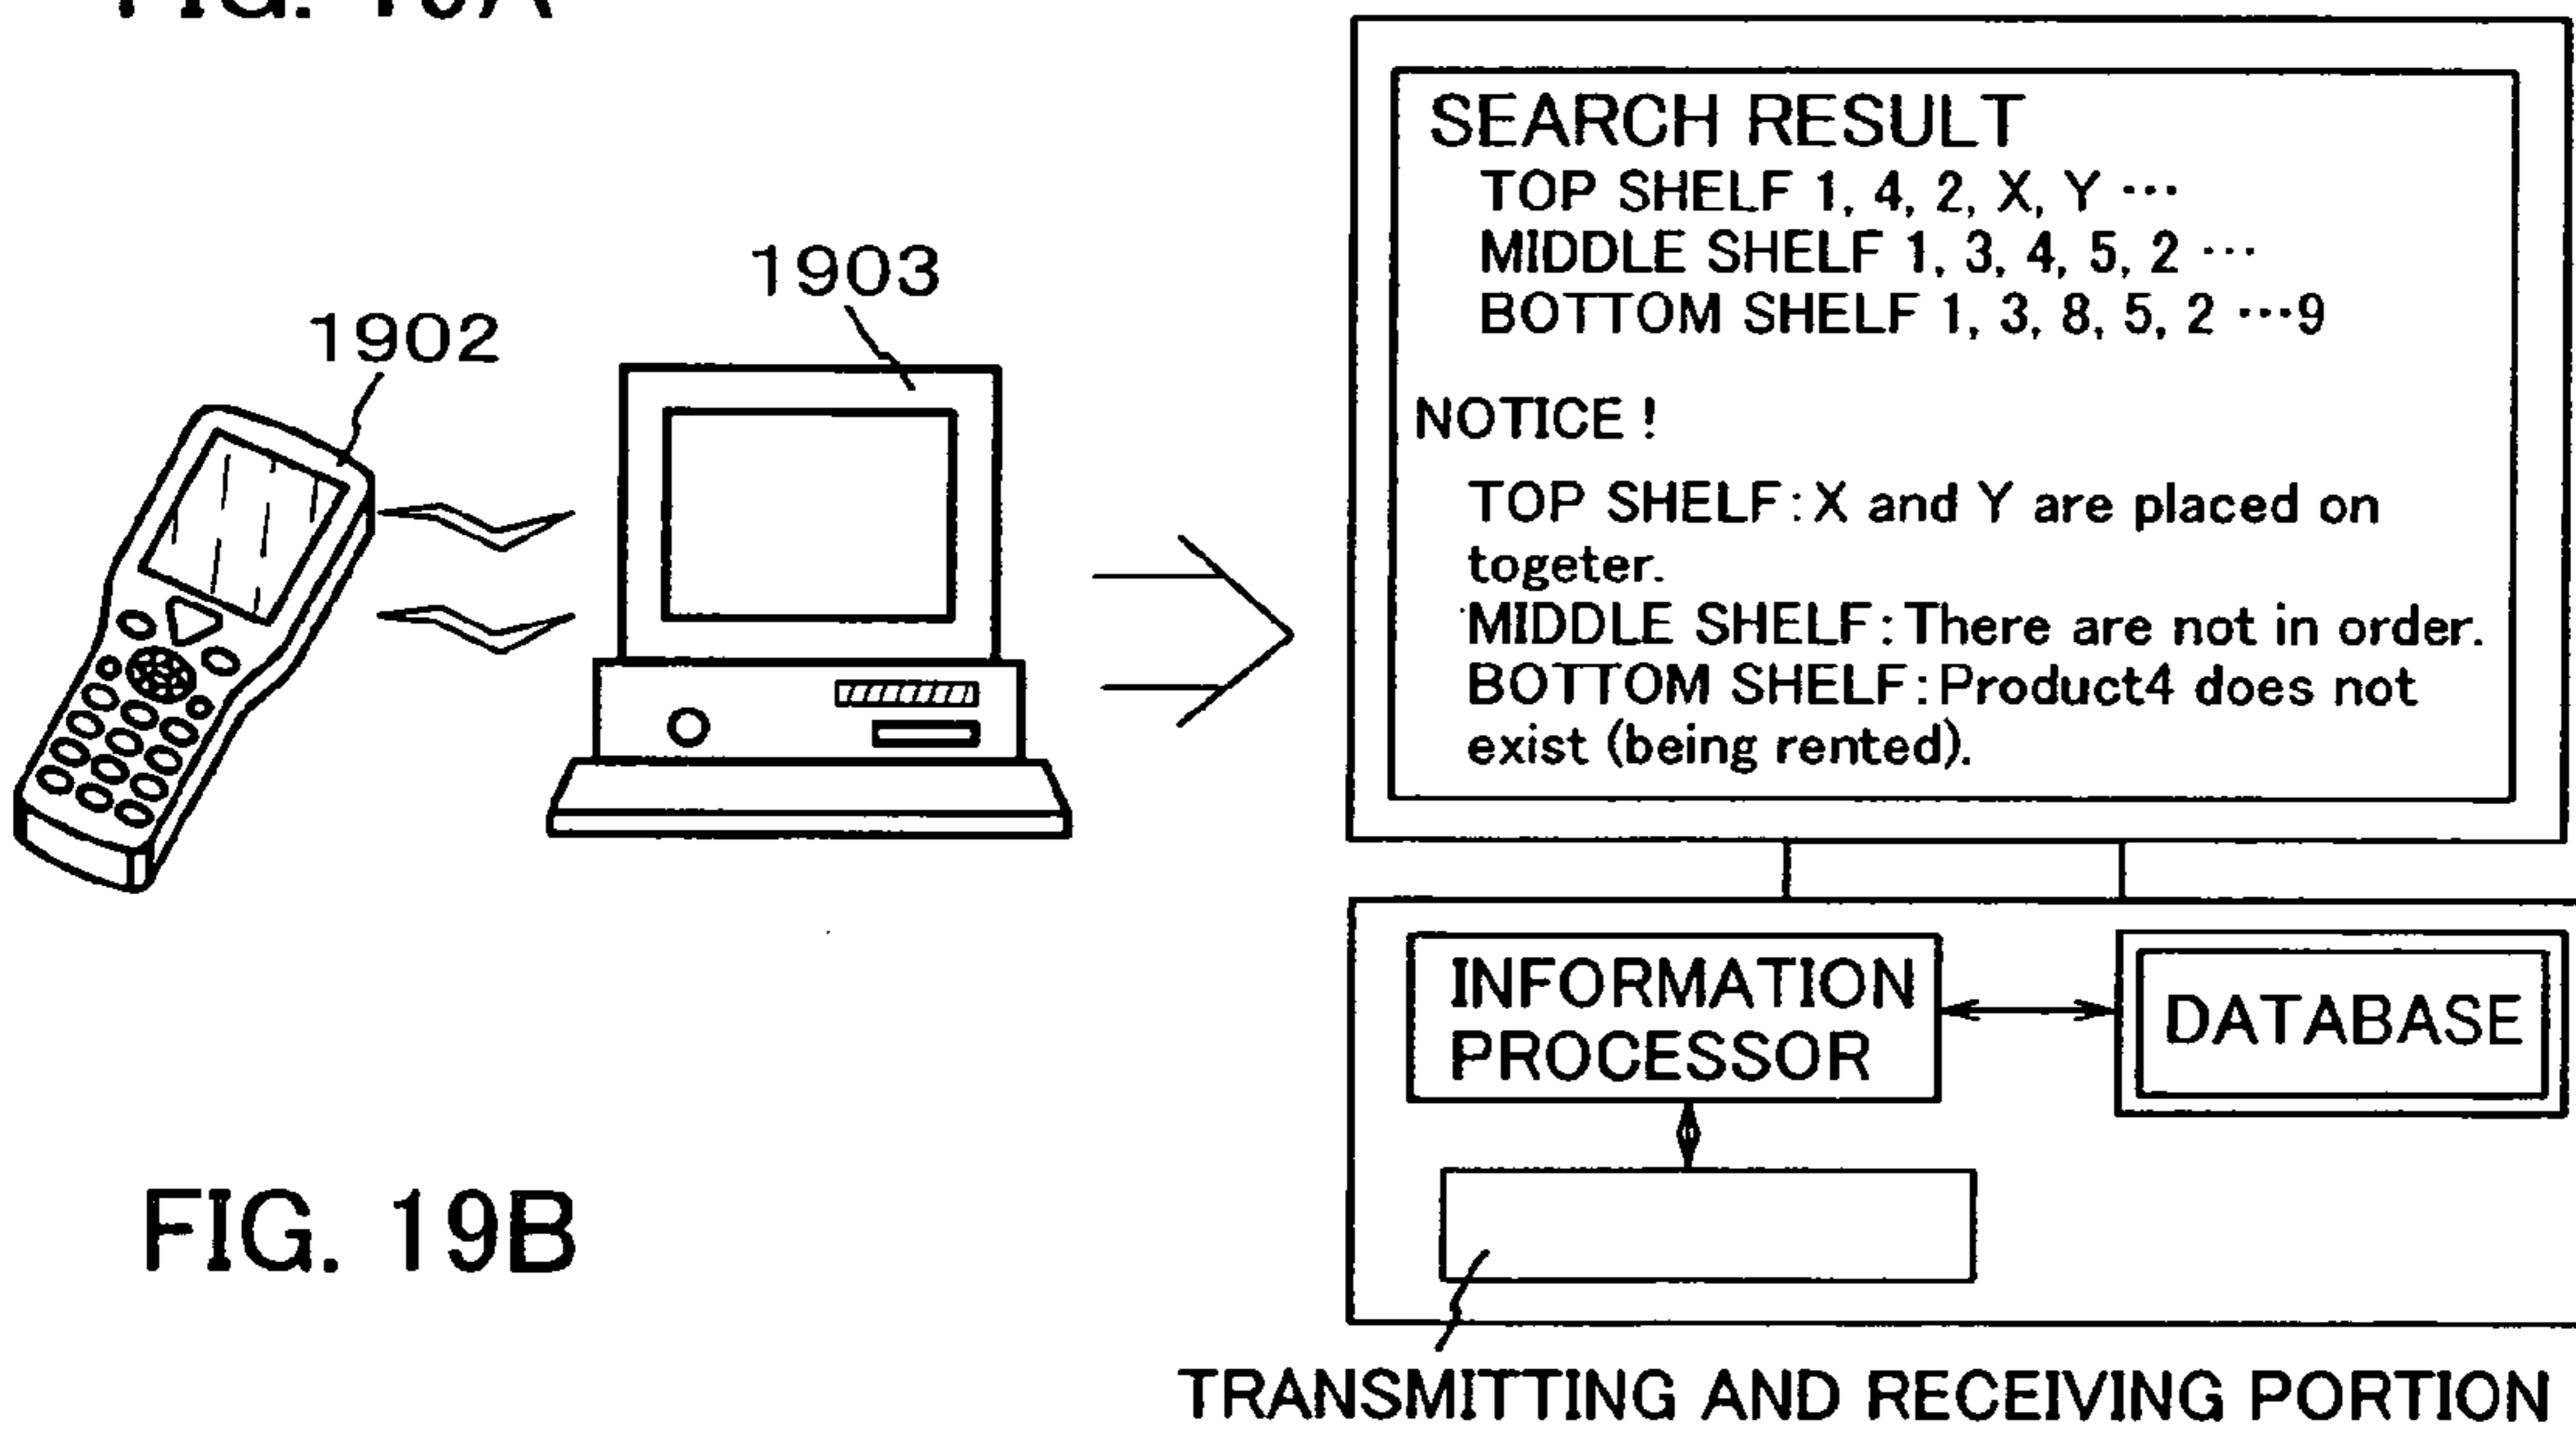 SEARCH RESULT
TOP SHELF 1, 4, 2, X, Y ···
MIDDLE SHELF 1, 3, 4, 5, 2 ···
BOTTOM SHELF 1, 3, 8, 5, 2 ···9
NOTICE !
TOP SHELF : X and Y are placed on
togeter.
MIDDLE SHELF : There are not in order.
BOTTOM SHELF : Product4 does not
exist (being rented).
1903
1902
INFORMATION
PROCESSOR
DATABASE
FIG. 19B
TRANSMITTING AND RECEIVING PORTION